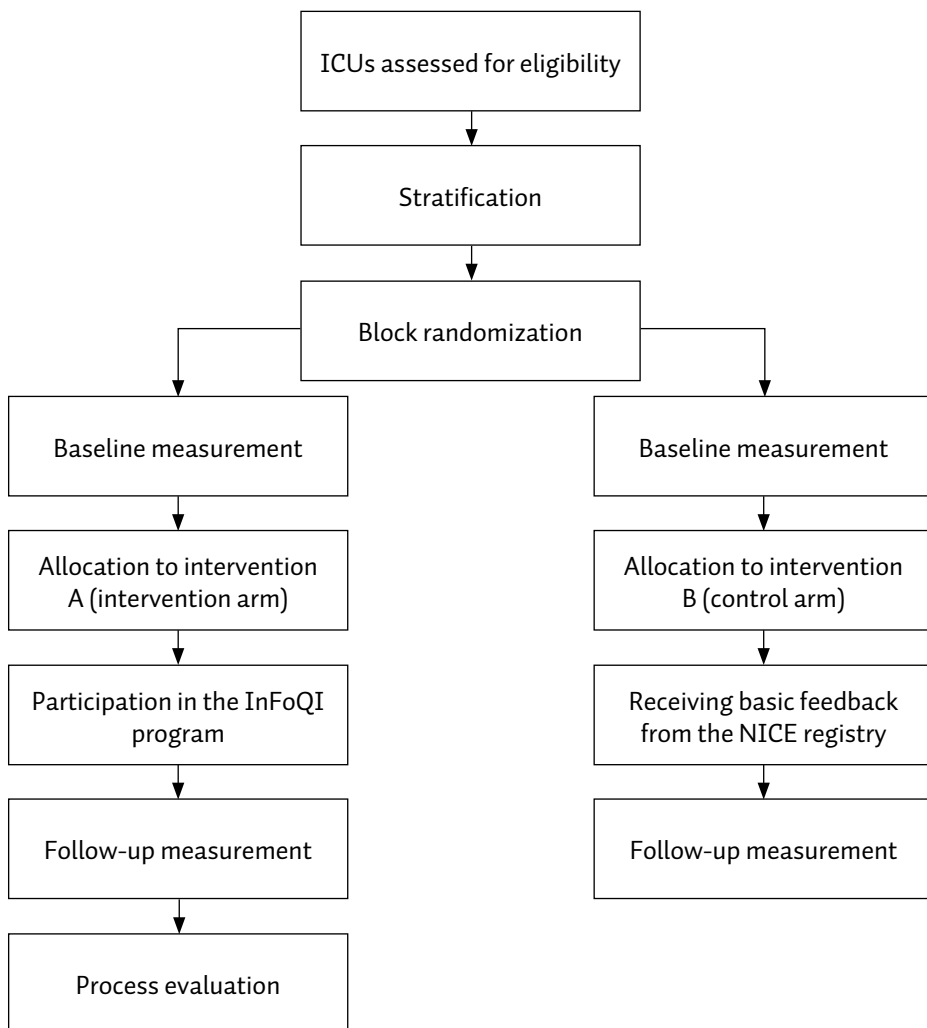 ICUs assessed for eligibility
Stratification
Block randomization
Baseline measurement
Allocation to intervention
A (intervention arm)
Participation in the InFoQI
program
Follow-up measurement
Process evaluation
Baseline measurement
Allocation to intervention
B (control arm)
Receiving basic feedback
from the NICE registry
Follow-up measurement